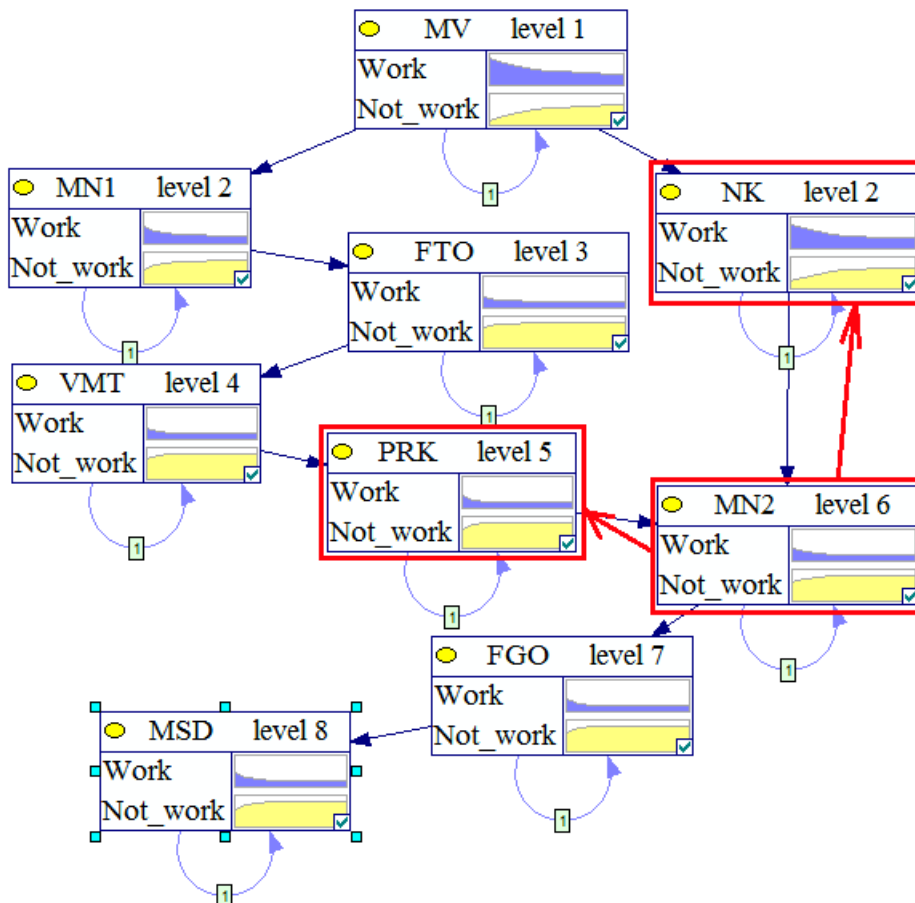 MV level 1
Work
Not_work
1
MN1 level 2
Work
Not_work
1
NK level 2
Work
Not_work
1
FTO level 3
Work
Not_work
1
VMT level 4
Work
Not_work
1
PRK level 5
Work
Not_work
1
MN2 level 6
Work
Not_work
1
FGO level 7
Work
Not_work
1
MSD level 8
Work
Not_work
1